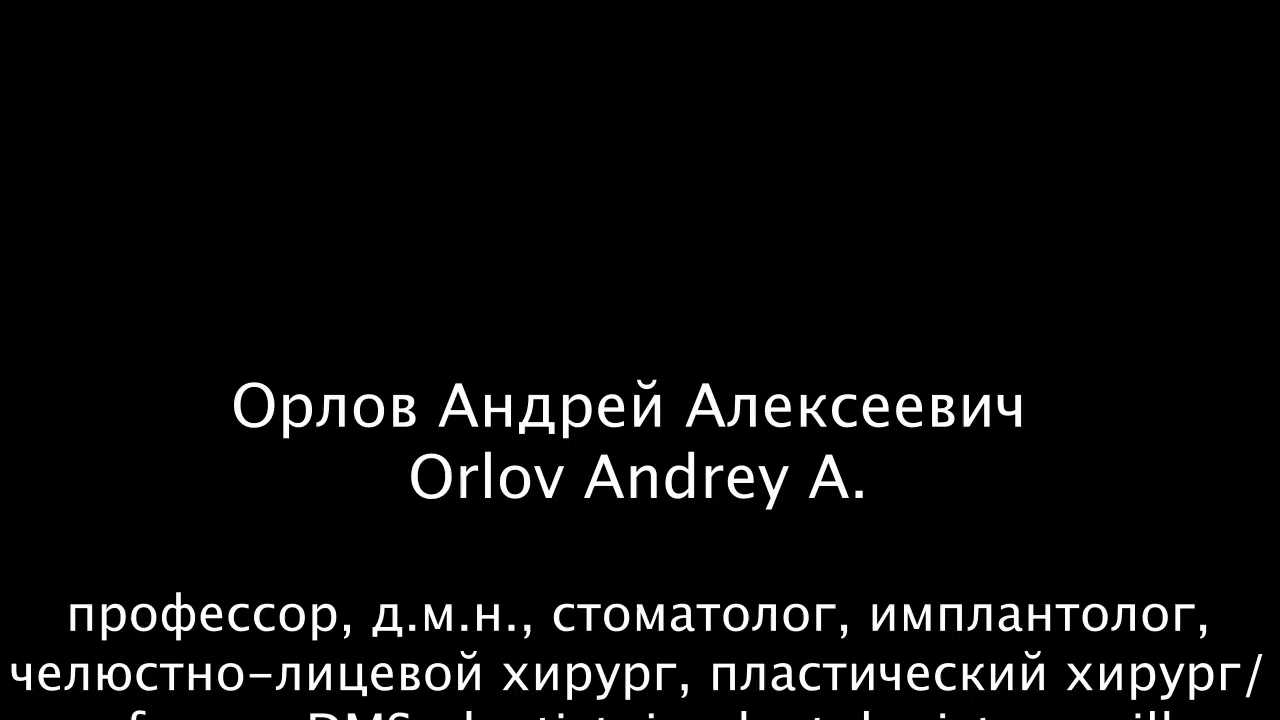 Орлов Андрей Алексеевич
Orlov Andrey A.
профессор, д.м.н., стоматолог, имплантолог,
челюстно-лицевой хирург, пластический хирург/